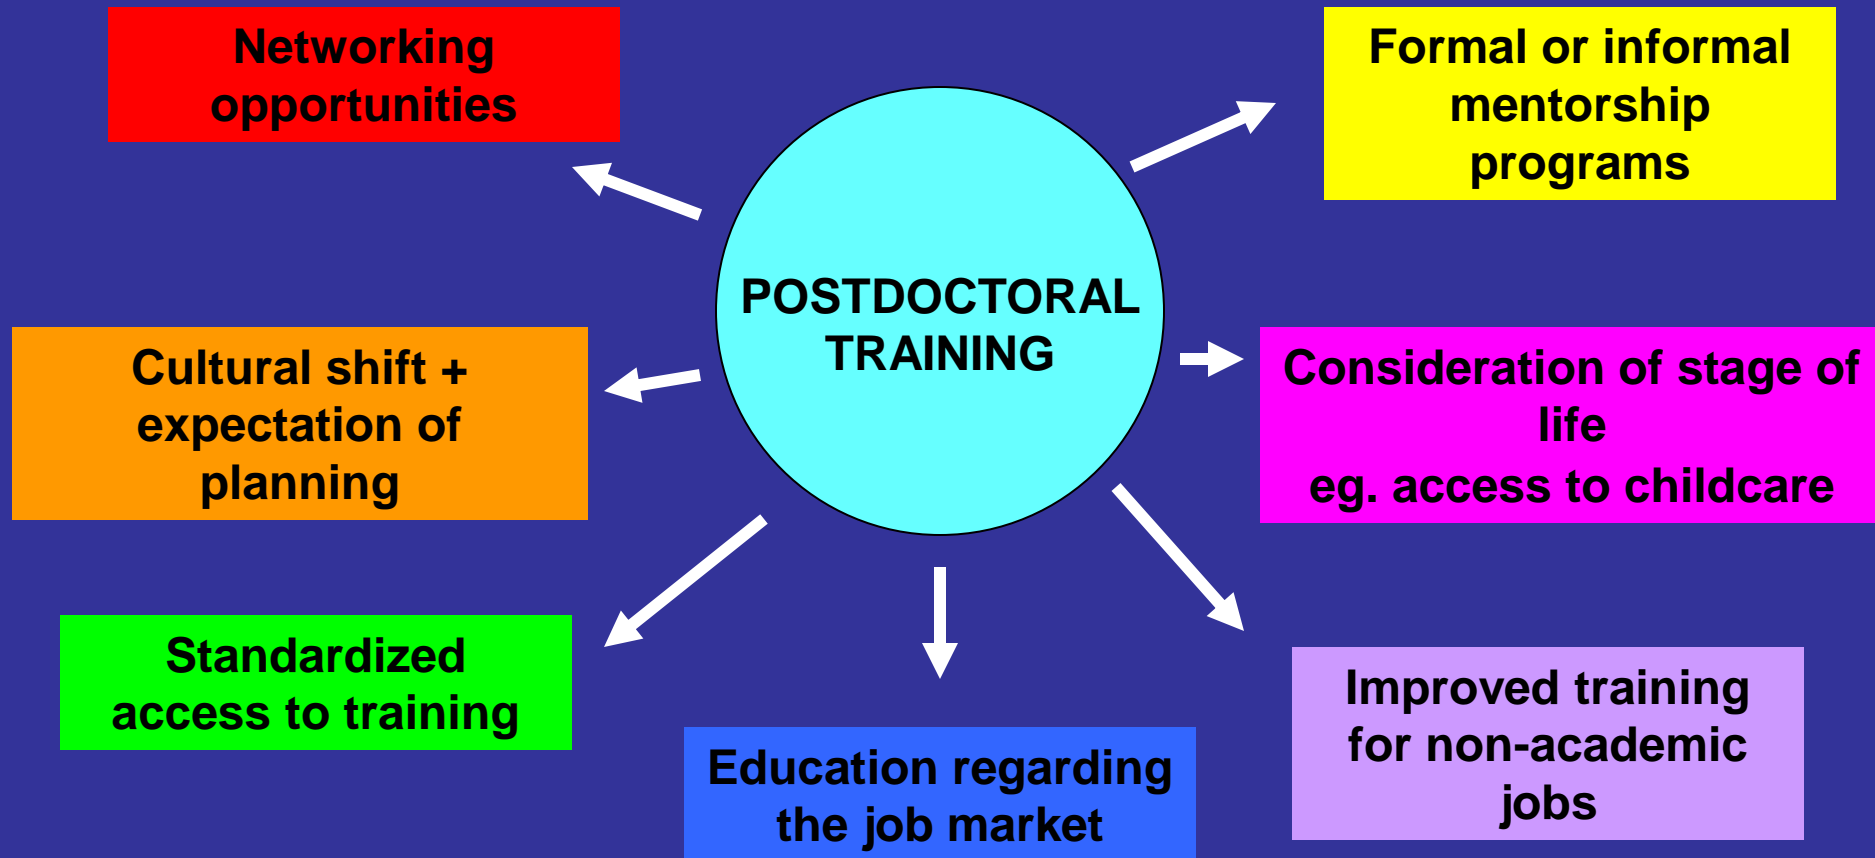 Networking
opportunities
Formal or informal
mentorship
programs
POSTDOCTORAL
TRAINING
Cultural shift +
expectation of
planning
Consideration of stage of
life
eg. access to childcare
Standardized
access to training
Education regarding
the job market
Improved training
for non-academic
jobs